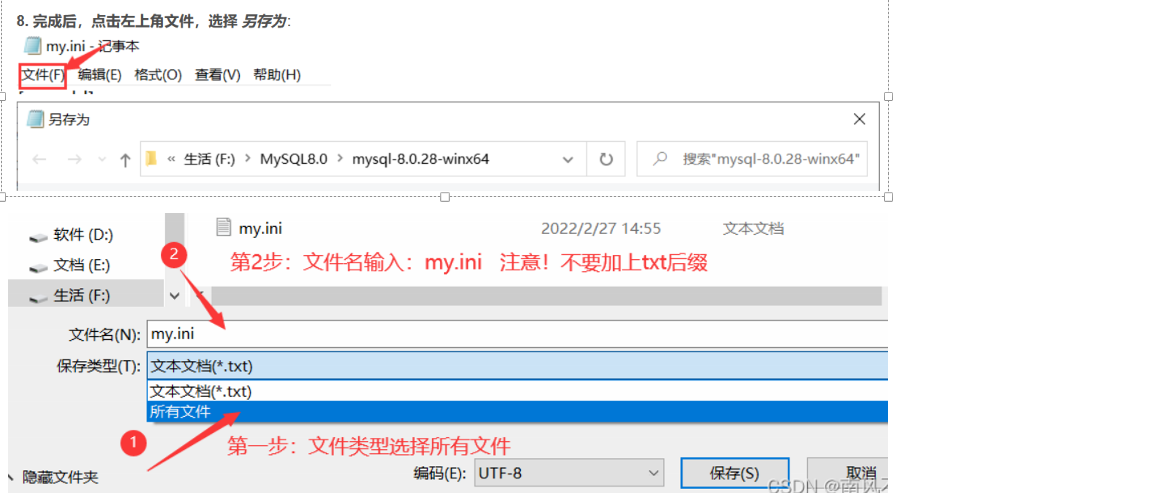 8. 完成后，点击左上角文件，选择 另存为:
my.ini - 记事本
文件(F) 编辑(E) 格式(O) 查看(V) 帮助(H)
另存为
« 生活 (F:) > MySQL8.0 > mysql-8.0.28-winx64
搜索"mysql-8.0.28-winx64"
软件 (D:)
my.ini 2022/2/27 14:55 文本文档
2
第2步：文件名输入：my.ini 注意！不要加上txt后缀
文档 (E:)
生活 (F:)
文件名(N): my.ini
保存类型(T): 文本文档(*.txt)
文本文档(*.txt)
所有文件
1
第一步：文件类型选择所有文件
隐藏文件夹
编码(E): UTF-8
保存(S)
取消
CSDN @南风